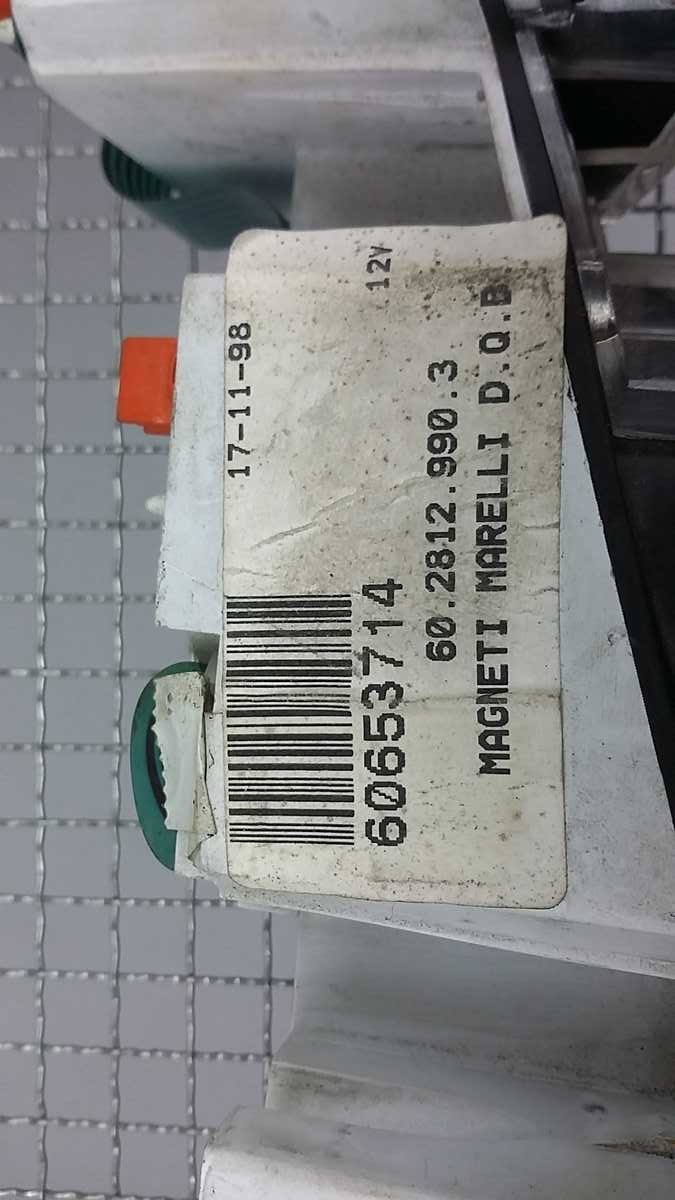 17-11-98 12V
60653714
60.2812.990.3
MAGNETI MARELLI D.Q.B.